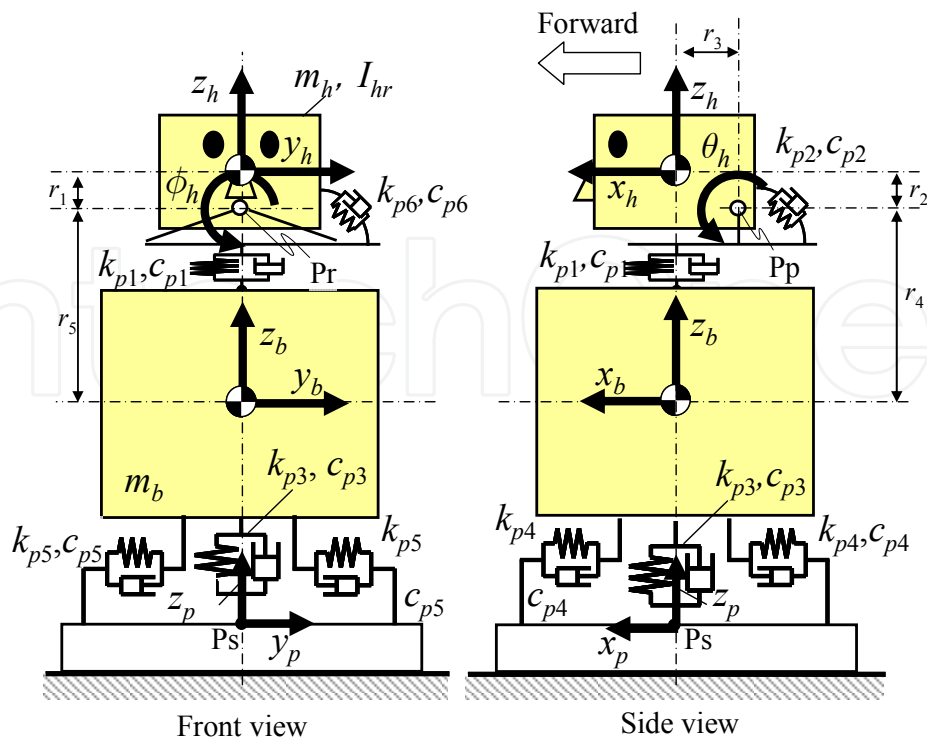 Forward
r3
mh, Ihr
zh
zh
yh
θh
kp2,cp2
r1
ϕh
kp6,cp6
xh
r2
kp1,cp1
Pr
kp1,cp1
Pp
r5
r4
zb
zb
yb
xb
kp3, cp3
kp3,cp3
mb
kp5,cp5
kp5
kp4
kp4,cp4
zp
cp5
cp4
zp
Ps
yp
xp
Ps
Front view
Side view